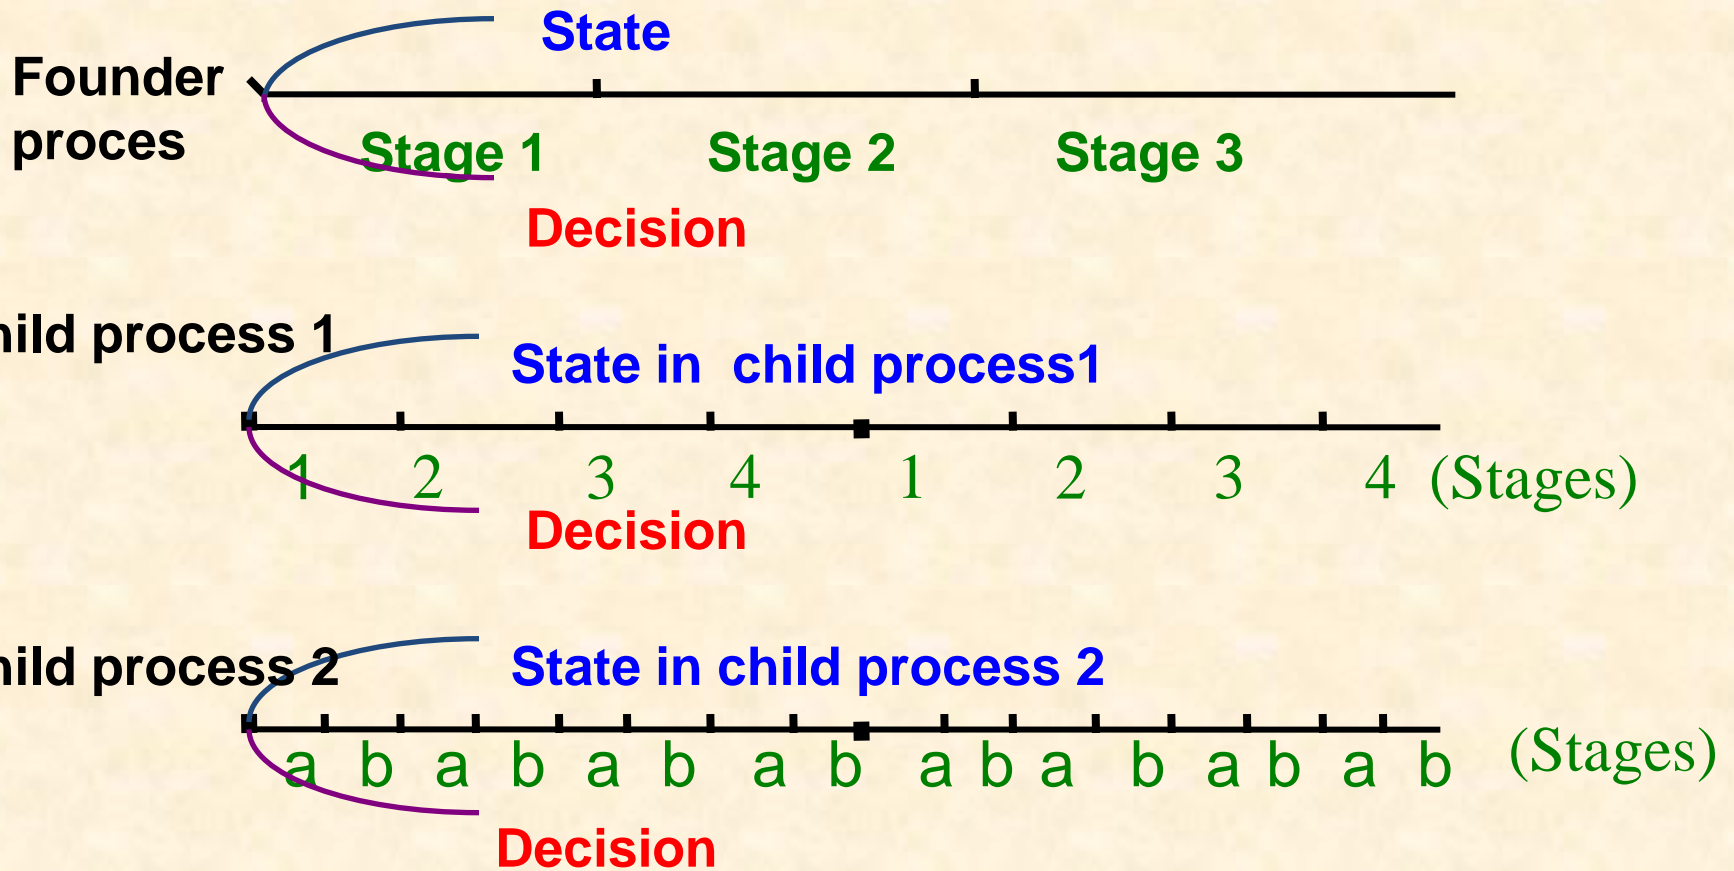 State
Founder
proces
Stage 1 Stage 2 Stage 3
Decision
hild process 1
State in child process1
1 2 3 4 1 2 3 4 (Stages)
Decision
hild process 2
State in child process 2
a b a b a b a b a b a b a b a b (Stages)
Decision